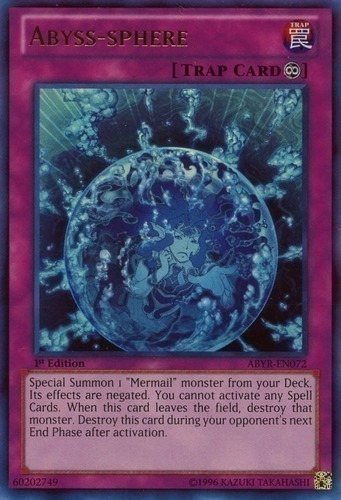 ABYSS-SPHERE
TRAP
罠
[TRAP CARD∞]
1st Edition
ABYR-EN072
Special Summon 1 "Mermail" monster from your Deck.
Its effects are negated. You cannot activate any Spell
Cards. When this card leaves the field, destroy that
monster. Destroy this card during your opponent's next
End Phase after activation.
60202749
©1996 KAZUKI TAKAHASHI